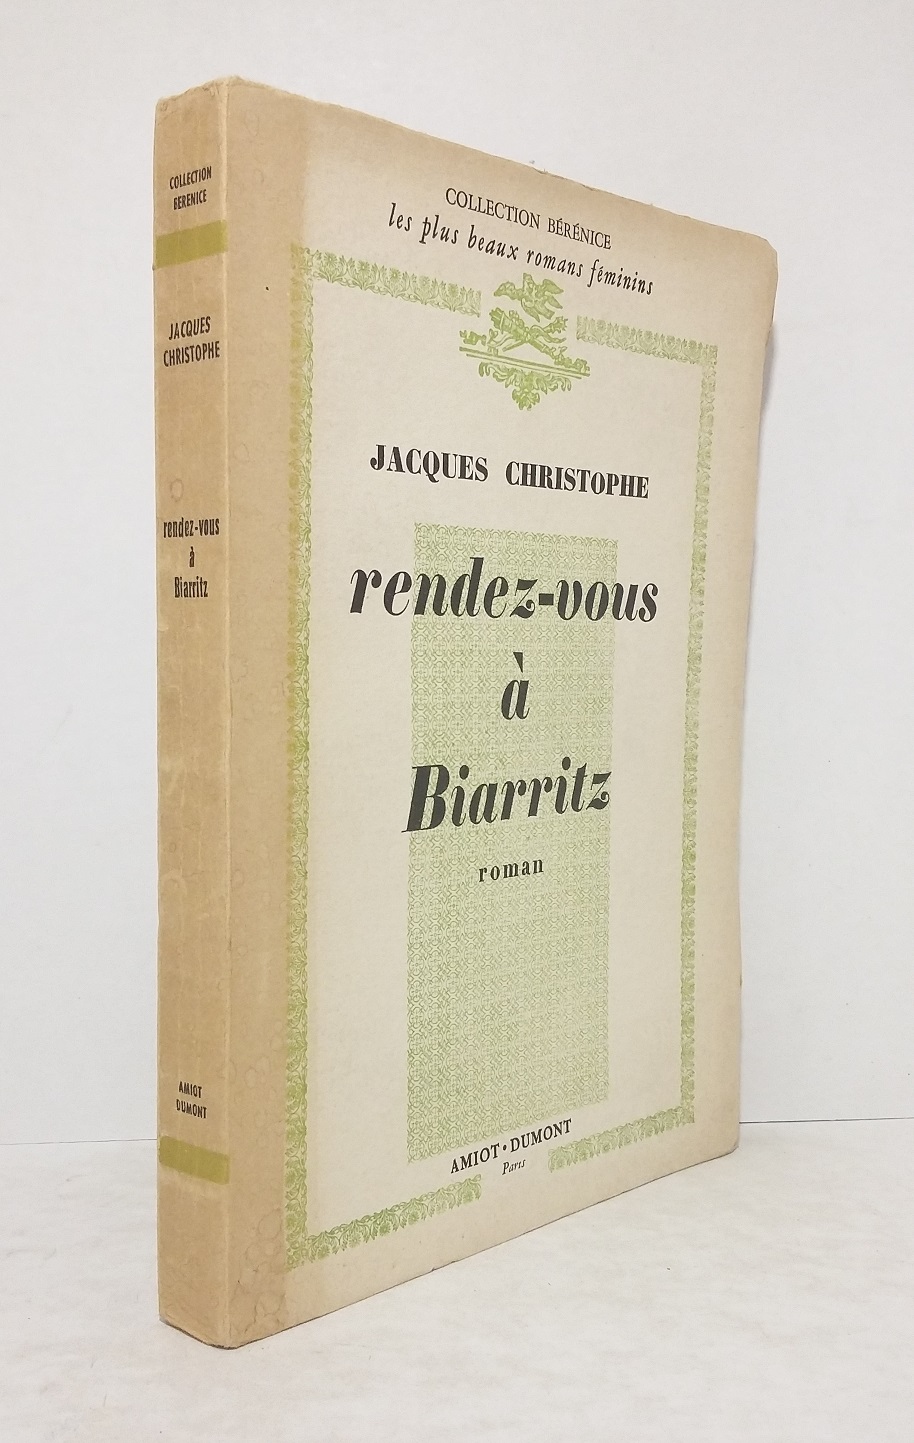 COLLECTION
BERENICE
JACQUES
CHRISTOPHE
rendez-vous
à
Biarritz
AMIOT
DUMONT
COLLECTION BÉRÉNICE
les plus beaux romans féminins
JACQUES CHRISTOPHE
rendez-vous
à
Biarritz
roman
AMIOT • DUMONT
Paris